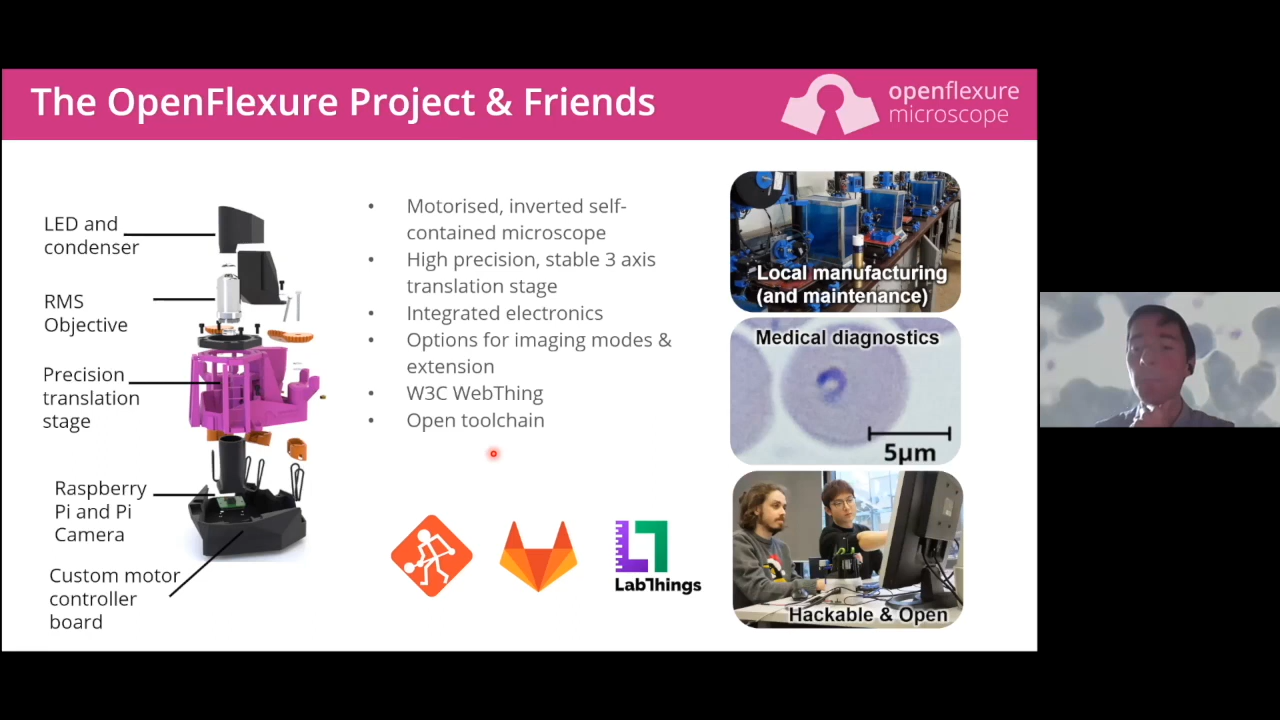 The OpenFlexure Project & Friends
openflexure
microscope
LED and
condenser
RMS
Objective
Precision
translation
stage
Raspberry
Pi and Pi
Camera
Custom motor
controller
board
• Motorised, inverted self-
contained microscope
• High precision, stable 3 axis
translation stage
• Integrated electronics
• Options for imaging modes &
extension
• W3C WebThing
• Open toolchain
LabThings
Local manufacturing
(and maintenance)
Medical diagnostics
5µm
Hackable & Open